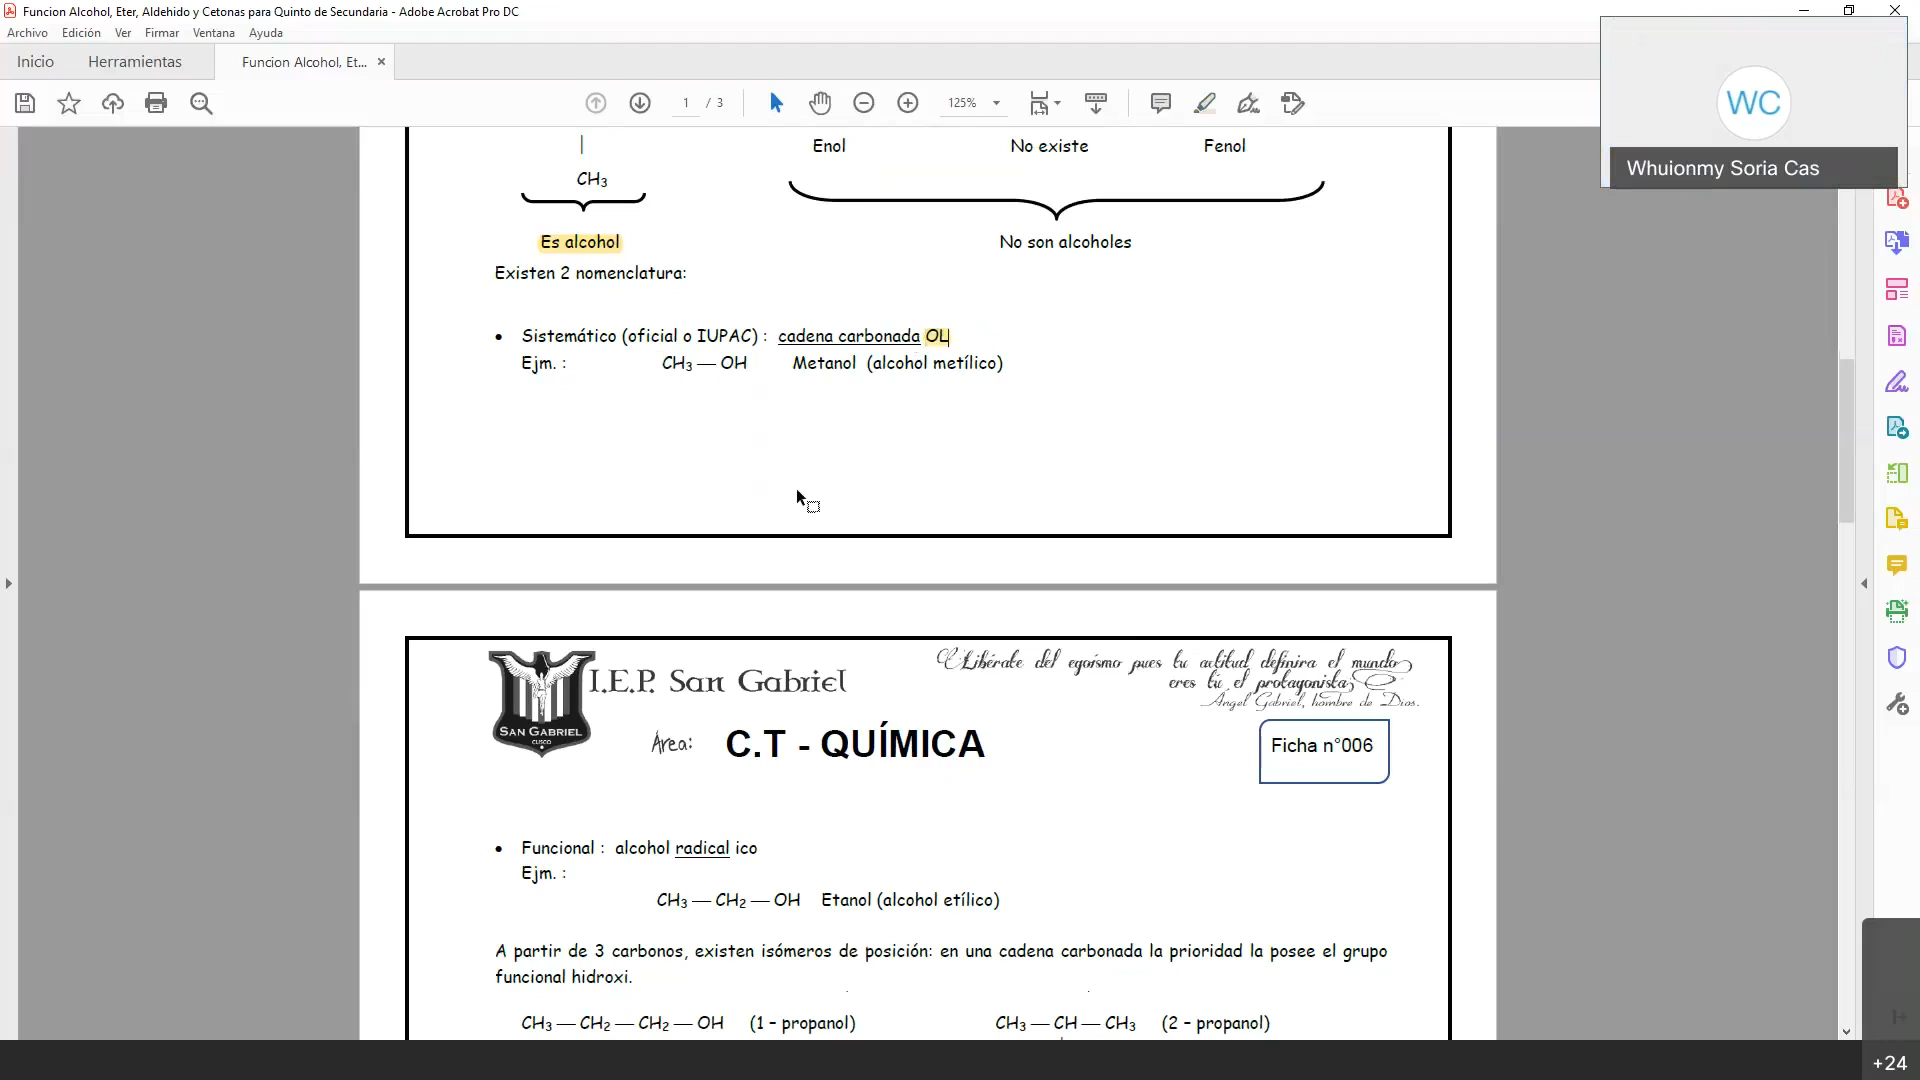 Funcion Alcohol, Eter, Aldehido y Cetonas para Quinto de Secundaria - Adobe Acrobat Pro DC
Archivo Edición Ver Firmar Ventana Ayuda
Inicio Herramientas Funcion Alcohol, Et... ×
1 / 3 125%
WC
Whuionmy Soria Cas
Enol No existe Fenol
CH₃
Es alcohol No son alcoholes
Existen 2 nomenclatura:
• Sistemático (oficial o IUPAC) : cadena carbonada OL
Ejm. : CH₃ — OH Metanol (alcohol metílico)
I.E.P. San Gabriel
Libérate del egoísmo pues tu actitud definira el mundo
eres tú el protagonista
Angel Gabriel, hombre de Dios.
SAN GABRIEL
CUSCO
Área: C.T - QUÍMICA
Ficha n°006
• Funcional : alcohol radical ico
Ejm. :
CH₃ — CH₂ — OH Etanol (alcohol etílico)
A partir de 3 carbonos, existen isómeros de posición: en una cadena carbonada la prioridad la posee el grupo
funcional hidroxi.
CH₃ — CH₂ — CH₂ — OH (1 – propanol) CH₃ — CH — CH₃ (2 – propanol)
+24